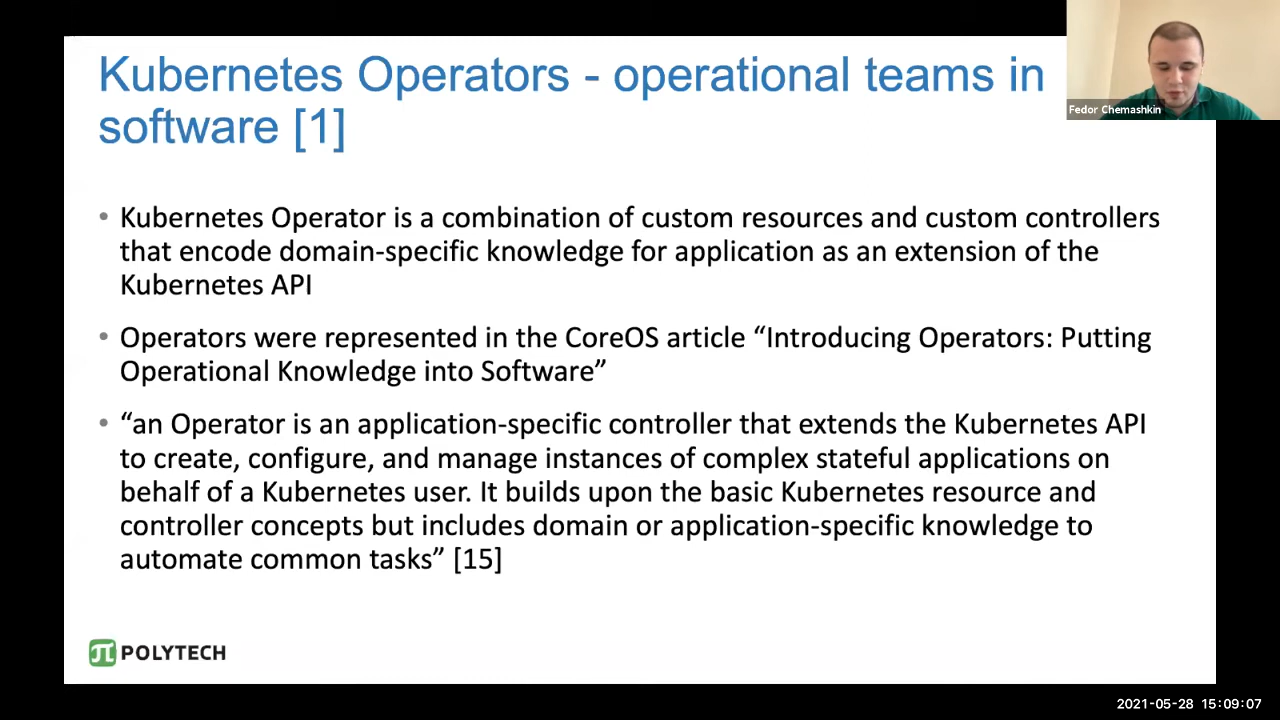 Kubernetes Operators - operational teams in
software [1]
Fedor Chemashkin
• Kubernetes Operator is a combination of custom resources and custom controllers
that encode domain-specific knowledge for application as an extension of the
Kubernetes API
• Operators were represented in the CoreOS article “Introducing Operators: Putting
Operational Knowledge into Software”
• “an Operator is an application-specific controller that extends the Kubernetes API
to create, configure, and manage instances of complex stateful applications on
behalf of a Kubernetes user. It builds upon the basic Kubernetes resource and
controller concepts but includes domain or application-specific knowledge to
automate common tasks” [15]
POLYTECH
2021-05-28 15:09:07